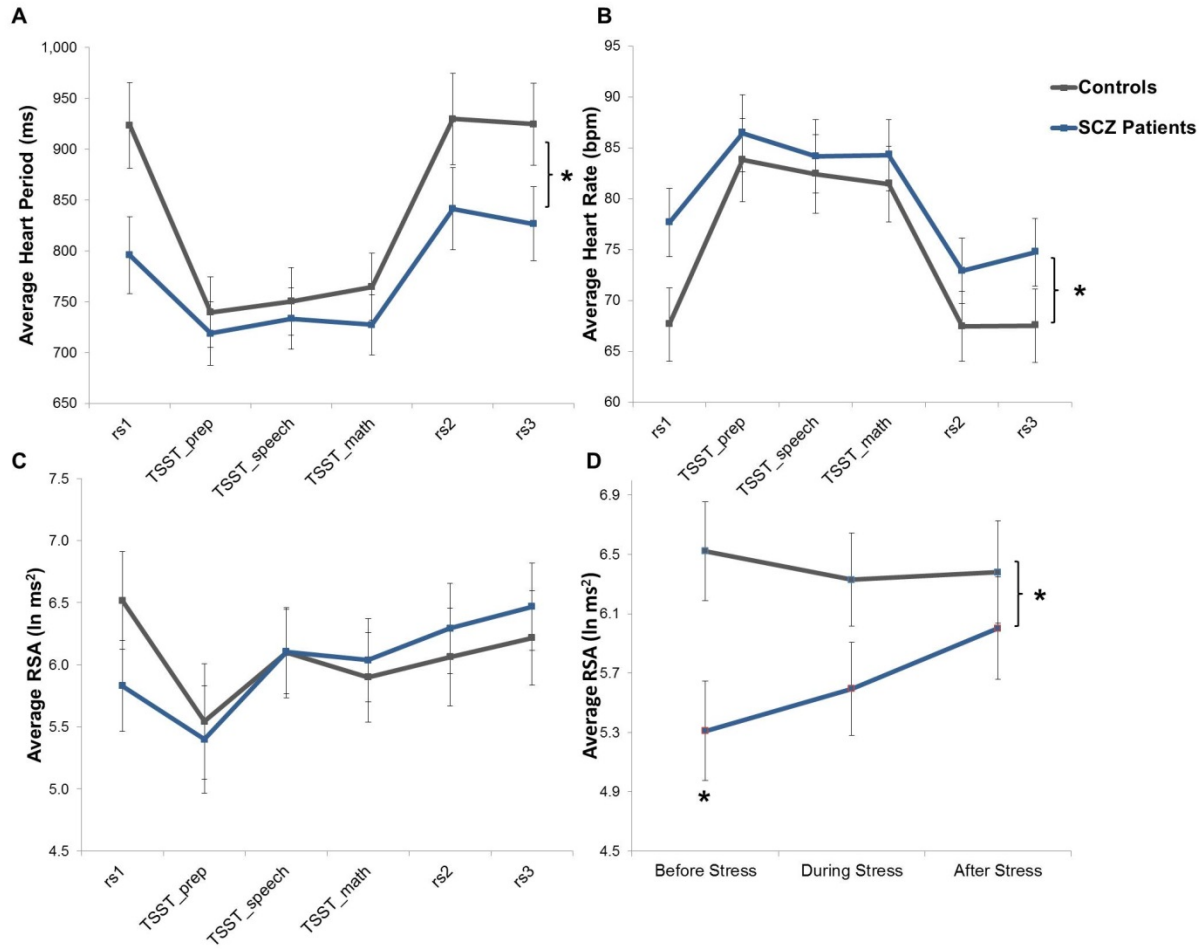 A
Average Heart Period (ms)
1,000
950
900
850
800
750
700
650
*
rs1
TSST_prep
TSST_speech
TSST_math
rs2
rs3
B
Average Heart Rate (bpm)
95
90
85
80
75
70
65
60
*
rs1
TSST_prep
TSST_speech
TSST_math
rs2
rs3
Controls
SCZ Patients
C
Average RSA (ln ms²)
7.5
7.0
6.5
6.0
5.5
5.0
4.5
rs1
TSST_prep
TSST_speech
TSST_math
rs2
rs3
D
Average RSA (ln ms²)
6.9
6.5
6.1
5.7
5.3
4.9
4.5
*
*
Before Stress
During Stress
After Stress